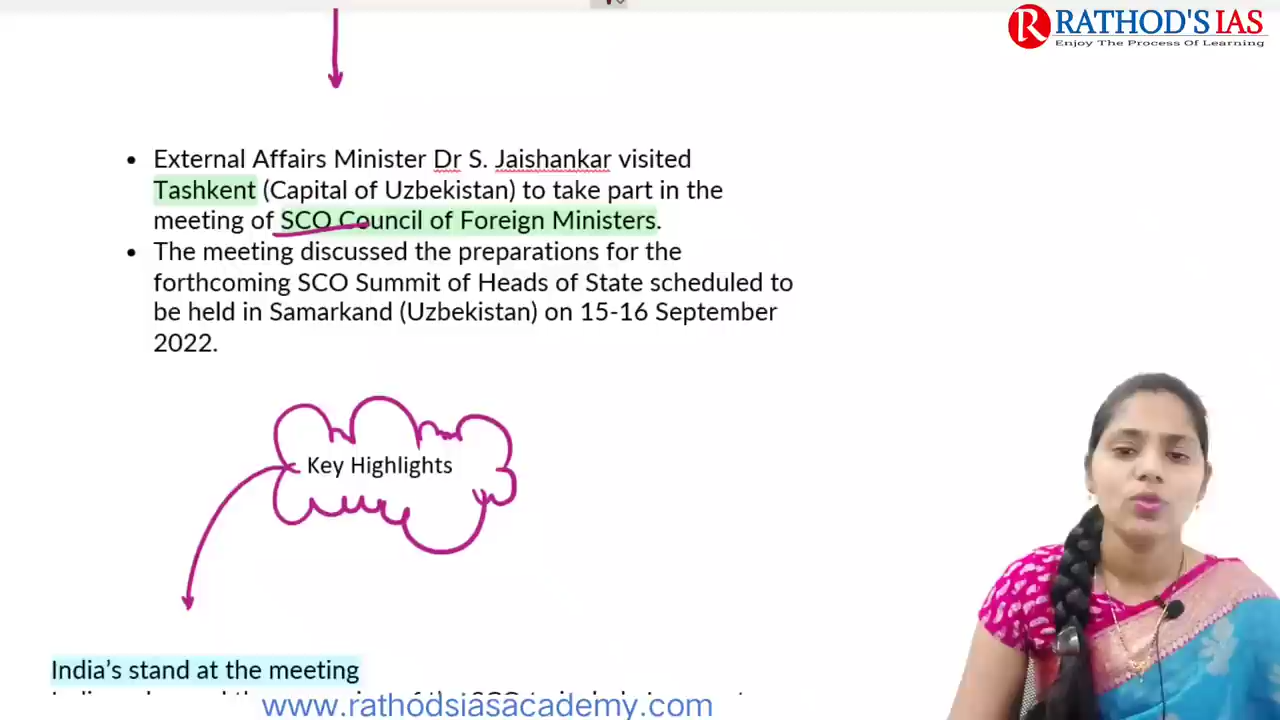 RATHOD'S IAS
Enjoy The Process Of Learning
• External Affairs Minister Dr S. Jaishankar visited
Tashkent (Capital of Uzbekistan) to take part in the
meeting of SCO Council of Foreign Ministers.
• The meeting discussed the preparations for the
forthcoming SCO Summit of Heads of State scheduled to
be held in Samarkand (Uzbekistan) on 15-16 September
2022.
Key Highlights
India's stand at the meeting
www.rathodsiasacademy.com